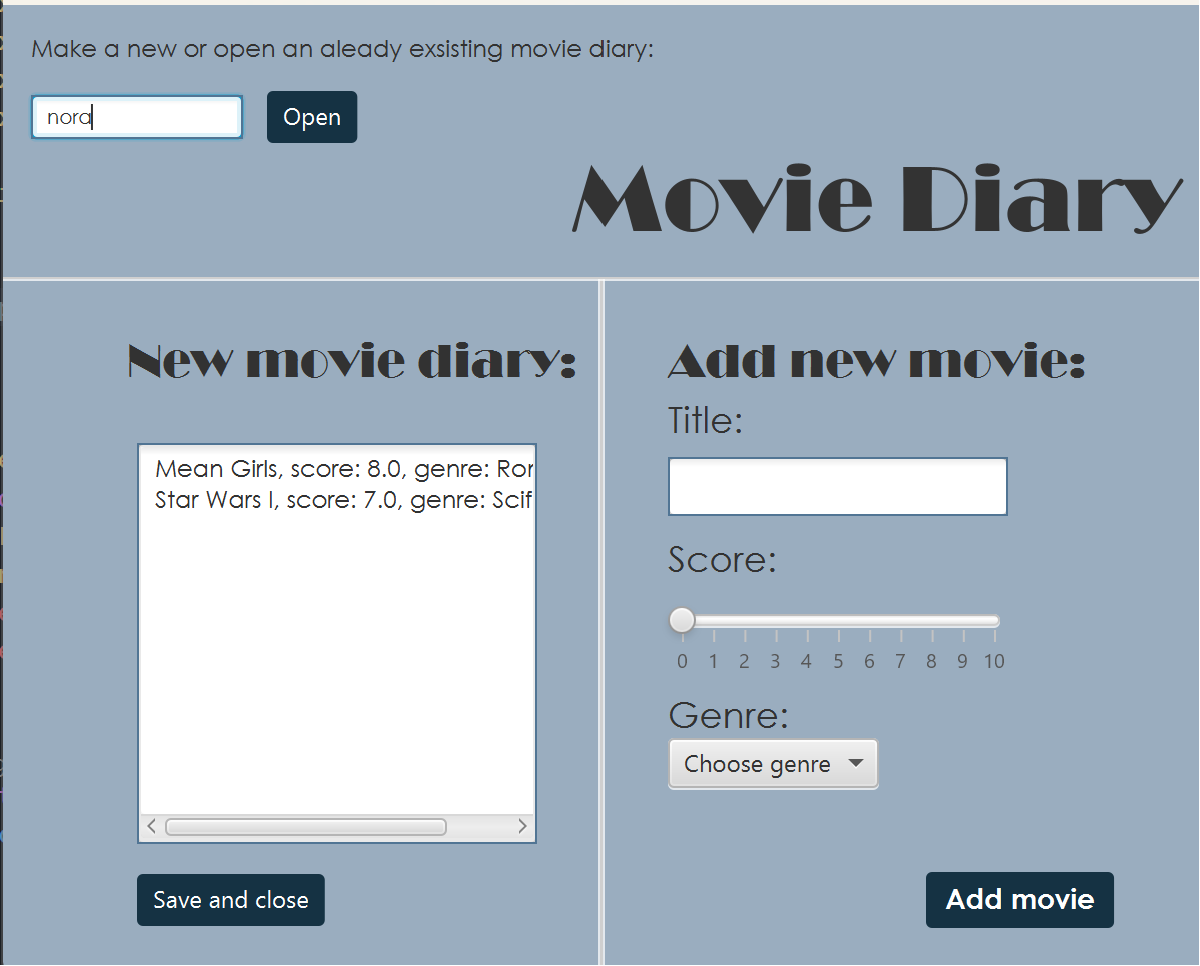 Make a new or open an aleady exsisting movie diary:
nora
Open
Movie Diary
New movie diary:
Mean Girls, score: 8.0, genre: Ror
Star Wars I, score: 7.0, genre: Scif
Save and close
Add new movie:
Title:
Score:
0 1 2 3 4 5 6 7 8 9 10
Genre:
Choose genre
Add movie